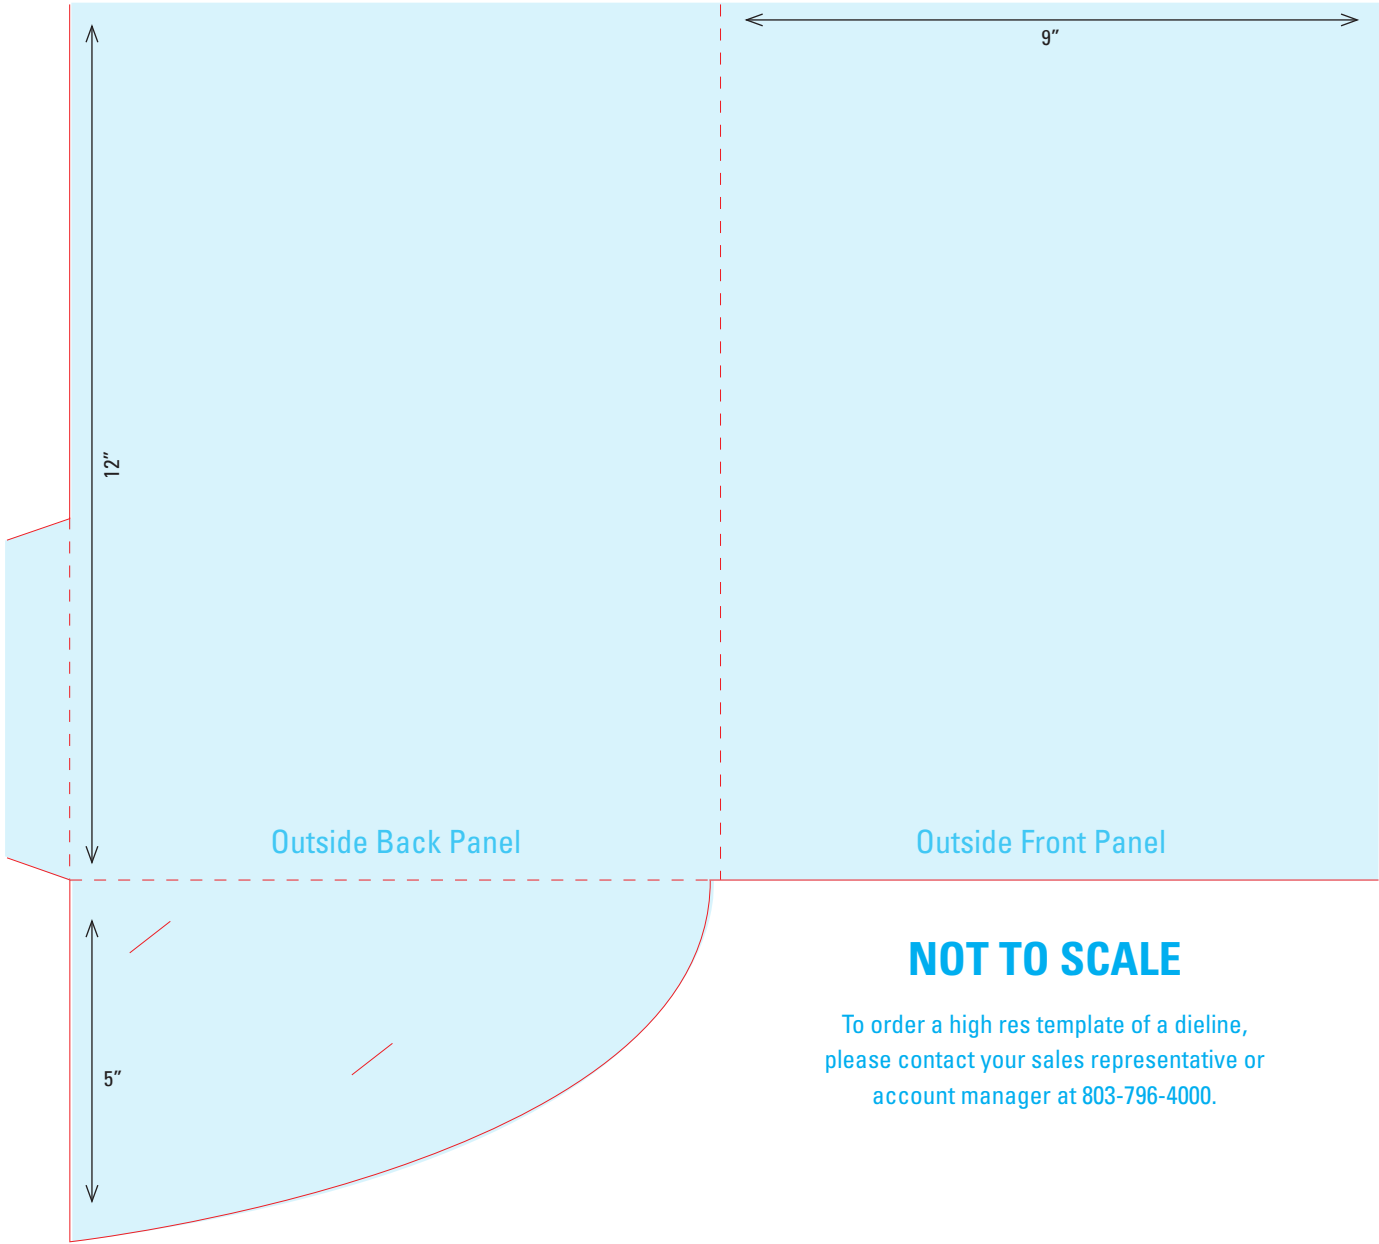 9”
12”
Outside Back Panel
Outside Front Panel
5”
NOT TO SCALE
To order a high res template of a dieline,
please contact your sales representative or
account manager at 803-796-4000.